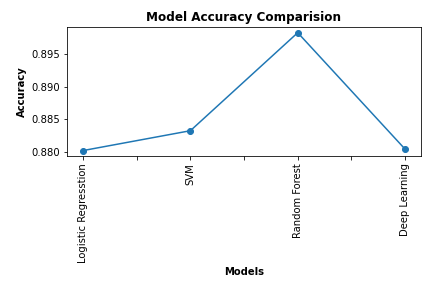 Model Accuracy Comparision
Accuracy
0.895
0.890
0.885
0.880
Logistic Regresstion
SVM
Random Forest
Deep Learning
Models